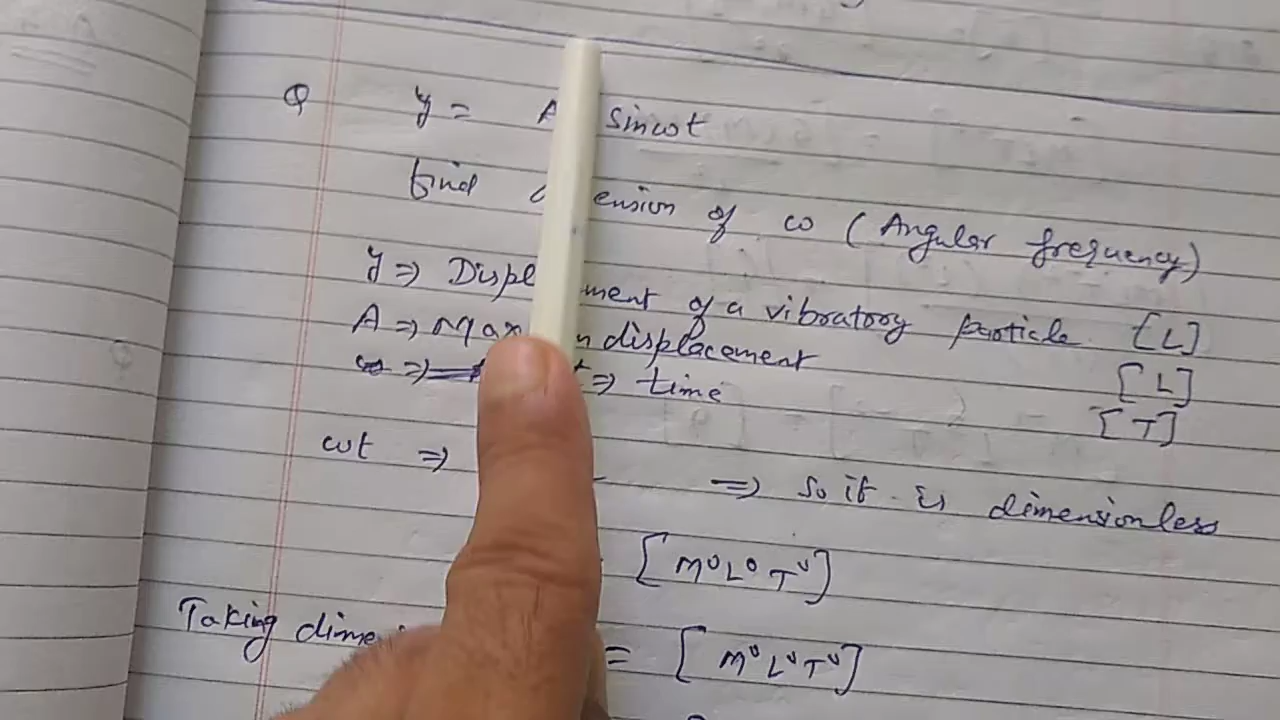 Q y = A sinωt
find ension of ω (Angular frequency)
y ⇒ Displ ment of a vibratory particle [L]
A ⇒ Max m displacement [L]
t ⇒ time [T]
ωt ⇒ ⇒ So it is dimensionless
[M⁰L⁰T⁰]
Taking dime = [M⁰L⁰T⁰]